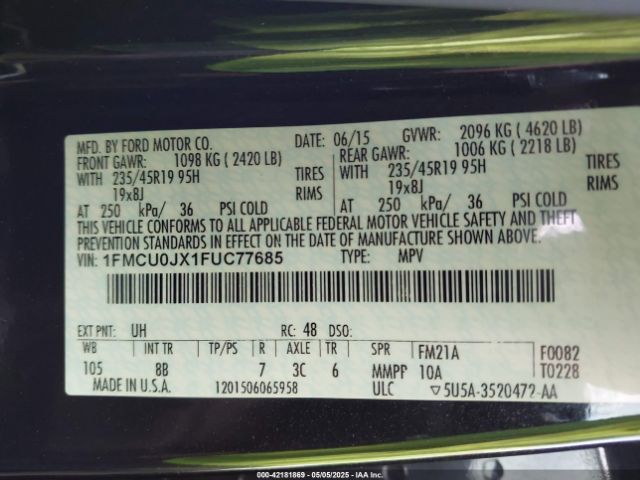 MFD. BY FORD MOTOR CO. DATE: 06/15 GVWR: 2096 KG ( 4620 LB)
FRONT GAWR: 1098 KG ( 2420 LB) REAR GAWR: 1006 KG ( 2218 LB)
WITH 235/45R19 95H TIRES WITH 235/45R19 95H TIRES
19x8J RIMS 19x8J RIMS
AT 250 kPa/ 36 PSI COLD AT 250 kPa/ 36 PSI COLD
THIS VEHICLE CONFORMS TO ALL APPLICABLE FEDERAL MOTOR VEHICLE SAFETY AND THEFT
PREVENTION STANDARDS IN EFFECT ON THE DATE OF MANUFACTURE SHOWN ABOVE.
VIN: 1FMCU0JX1FUC77685 TYPE: MPV
EXT PNT: UH RC: 48 DSO:
WB INT TR TP/PS R AXLE TR SPR FM21A F0082
105 8B 7 3C 6 MMPP 10A T0228
MADE IN U.S.A. 1201506065958 ULC ▽5U5A-3520472-AA
000-42181869 - 05/05/2025 - IAA Inc.